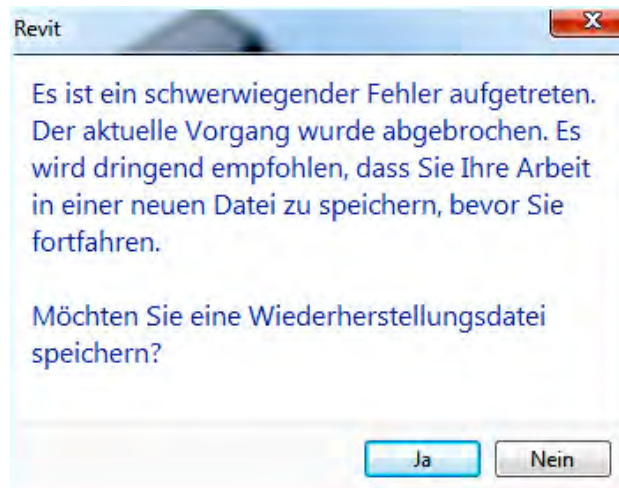 Revit
Es ist ein schwerwiegender Fehler aufgetreten.
Der aktuelle Vorgang wurde abgebrochen. Es
wird dringend empfohlen, dass Sie Ihre Arbeit
in einer neuen Datei zu speichern, bevor Sie
fortfahren.
Möchten Sie eine Wiederherstellungsdatei
speichern?
Ja
Nein